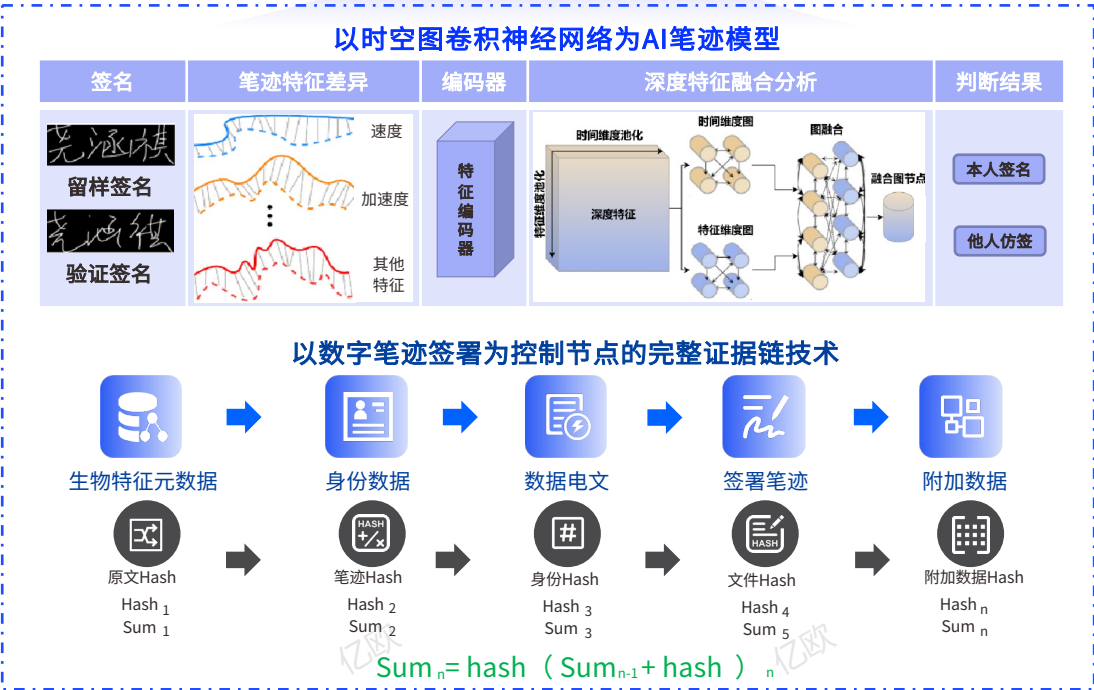 以时空图卷积神经网络为AI笔迹模型
签名
笔迹特征差异
编码器
深度特征融合分析
判断结果
尧涵棋
留样签名
尧涵棋
验证签名
速度
加速度
其他
特征
特征编码器
时间维度池化
特征维度池化
深度特征
时间维度图
特征维度图
图融合
融合图节点
本人签名
他人仿签
以数字笔迹签署为控制节点的完整证据链技术
生物特征元数据
身份数据
数据电文
签署笔迹
附加数据
HASH
#
HASH
原文Hash
笔迹Hash
身份Hash
文件Hash
附加数据Hash
Hash 1
Hash 2
Hash 3
Hash 4
Hash n
Sum 1
Sum 2
Sum 3
Sum 5
Sum n
亿欧
亿欧
Sum n= hash（Sumn-1+ hash ）n